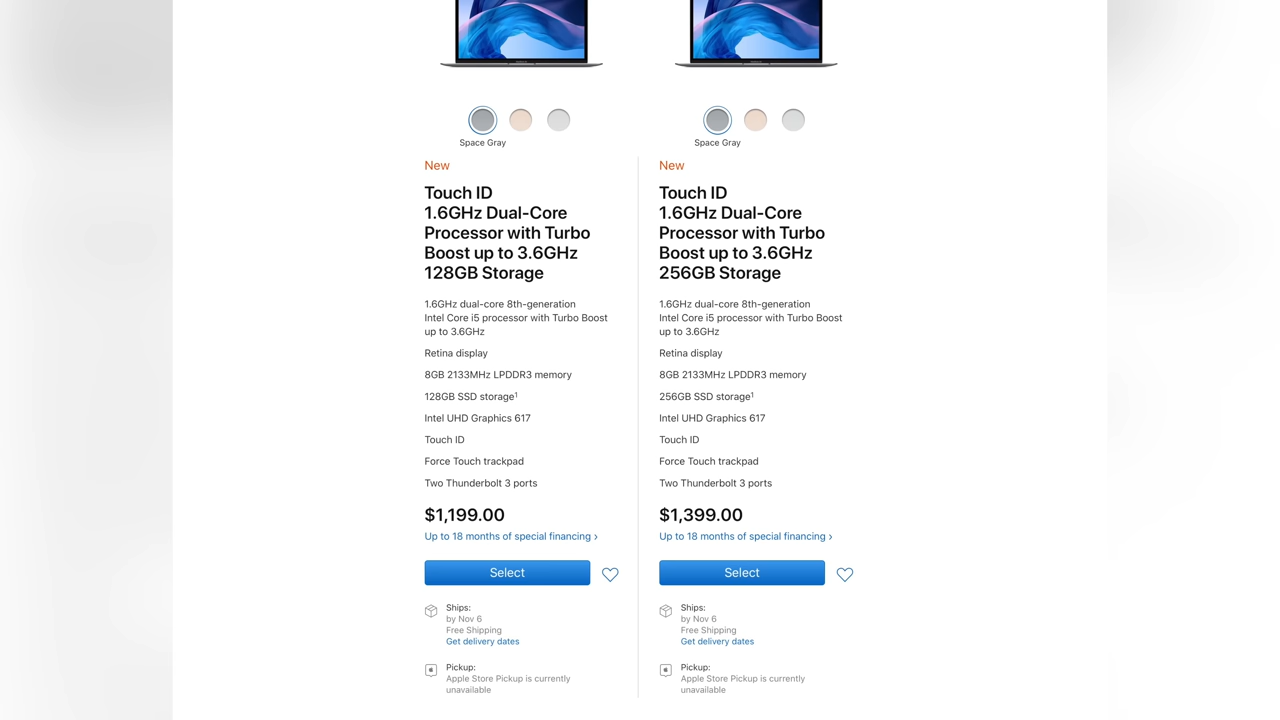 Space Gray
New
Touch ID
1.6GHz Dual-Core
Processor with Turbo
Boost up to 3.6GHz
128GB Storage
1.6GHz dual-core 8th-generation
Intel Core i5 processor with Turbo Boost
up to 3.6GHz
Retina display
8GB 2133MHz LPDDR3 memory
128GB SSD storage¹
Intel UHD Graphics 617
Touch ID
Force Touch trackpad
Two Thunderbolt 3 ports
$1,199.00
Up to 18 months of special financing ›
Select
Ships:
by Nov 6
Free Shipping
Get delivery dates
Pickup:
Apple Store Pickup is currently
unavailable
Space Gray
New
Touch ID
1.6GHz Dual-Core
Processor with Turbo
Boost up to 3.6GHz
256GB Storage
1.6GHz dual-core 8th-generation
Intel Core i5 processor with Turbo Boost
up to 3.6GHz
Retina display
8GB 2133MHz LPDDR3 memory
256GB SSD storage¹
Intel UHD Graphics 617
Touch ID
Force Touch trackpad
Two Thunderbolt 3 ports
$1,399.00
Up to 18 months of special financing ›
Select
Ships:
by Nov 6
Free Shipping
Get delivery dates
Pickup:
Apple Store Pickup is currently
unavailable